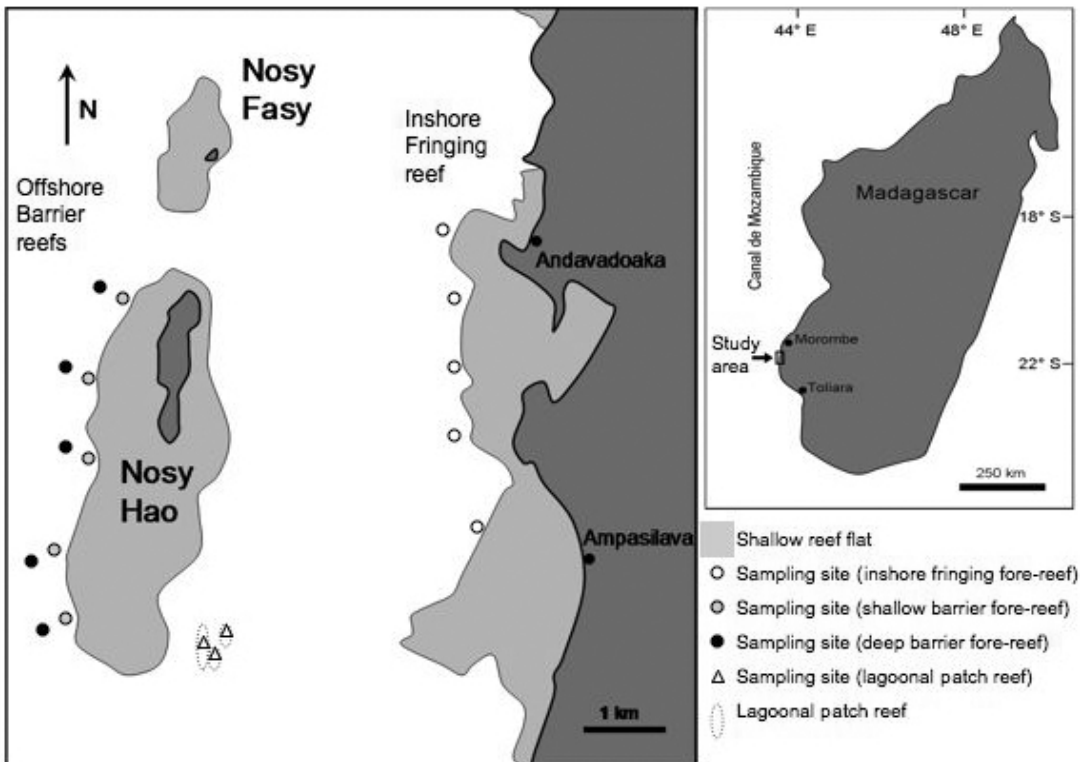 N
Nosy
Fasy
Offshore
Barrier
reefs
Inshore
Fringing
reef
Andavadoaka
Nosy
Hao
Ampasilava
1 km
44° E
48° E
Canal de Mozambique
Madagascar
18° S
Study
area
Morombe
22° S
Toliara
250 km
Shallow reef flat
Sampling site (inshore fringing fore-reef)
Sampling site (shallow barrier fore-reef)
Sampling site (deep barrier fore-reef)
Sampling site (lagoonal patch reef)
Lagoonal patch reef